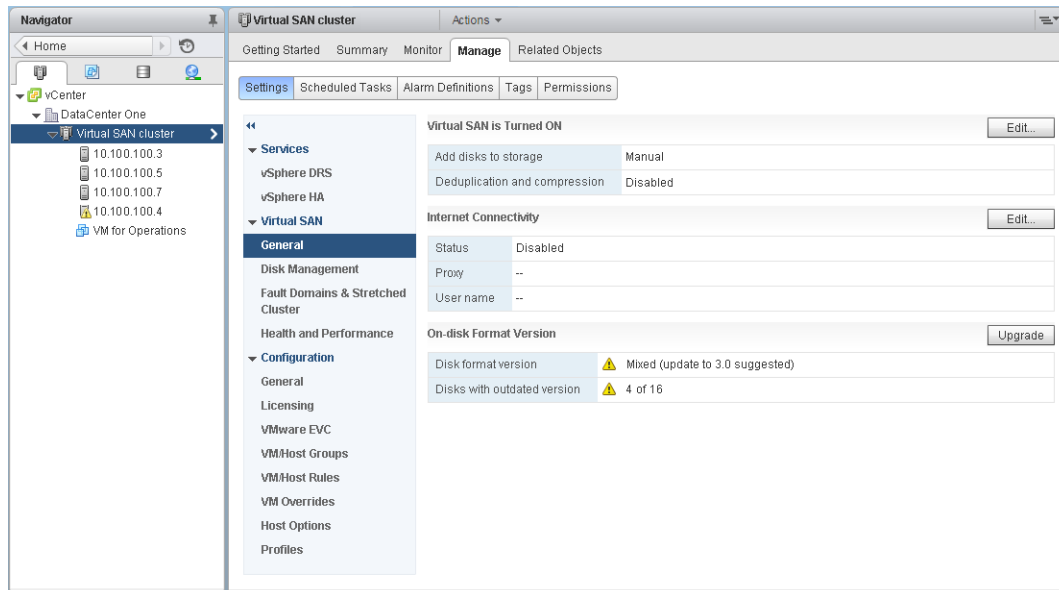 Navigator
Home
vCenter
DataCenter One
Virtual SAN cluster
10.100.100.3
10.100.100.5
10.100.100.7
10.100.100.4
VM for Operations
Virtual SAN cluster Actions
Getting Started Summary Monitor Manage Related Objects
Settings Scheduled Tasks Alarm Definitions Tags Permissions
Services
vSphere DRS
vSphere HA
Virtual SAN
General
Disk Management
Fault Domains & Stretched
Cluster
Health and Performance
Configuration
General
Licensing
VMware EVC
VM/Host Groups
VM/Host Rules
VM Overrides
Host Options
Profiles
Virtual SAN is Turned ON Edit...
Add disks to storage Manual
Deduplication and compression Disabled
Internet Connectivity Edit...
Status Disabled
Proxy --
User name --
On-disk Format Version Upgrade
Disk format version Mixed (update to 3.0 suggested)
Disks with outdated version 4 of 16